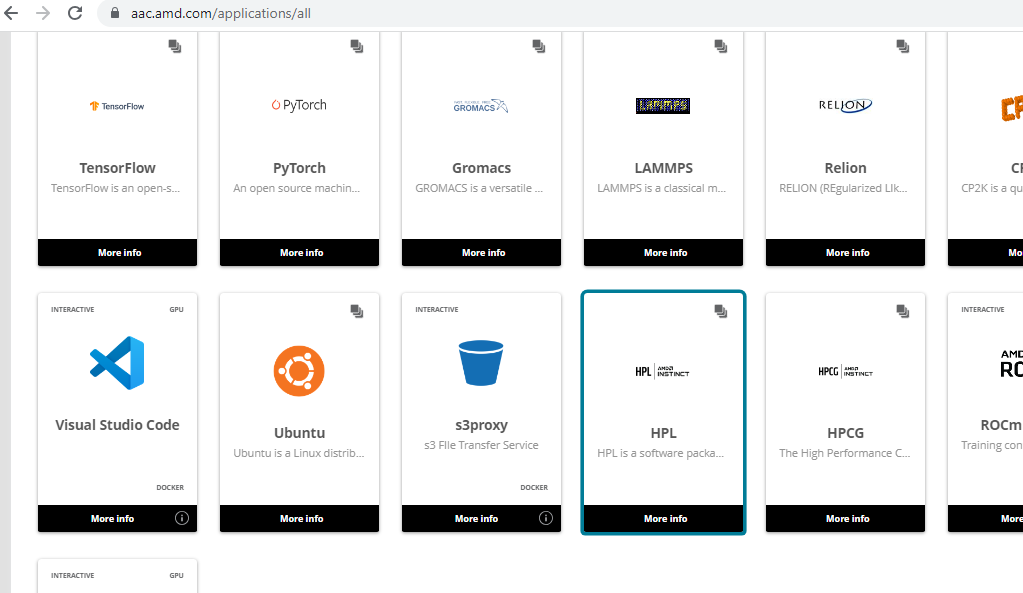 aac.amd.com/applications/all
TensorFlow
PyTorch
GROMACS
LAMMPS
RELION
TensorFlow
PyTorch
Gromacs
LAMMPS
Relion
TensorFlow is an open-s...
An open source machin...
GROMACS is a versatile ...
LAMMPS is a classical m...
RELION (REgularized LIk...
CP2K is a qu
More info
More info
More info
More info
More info
Mo
INTERACTIVE GPU
INTERACTIVE
INTERACTIVE
HPL AMD INSTINCT
HPCG AMD INSTINCT
AMD
RO
Visual Studio Code
Ubuntu
s3proxy
HPL
HPCG
ROCm
Ubuntu is a Linux distrib...
s3 FIle Transfer Service
HPL is a software packa...
The High Performance C...
Training con
DOCKER
DOCKER
More info
More info
More info
More info
More info
More
INTERACTIVE GPU